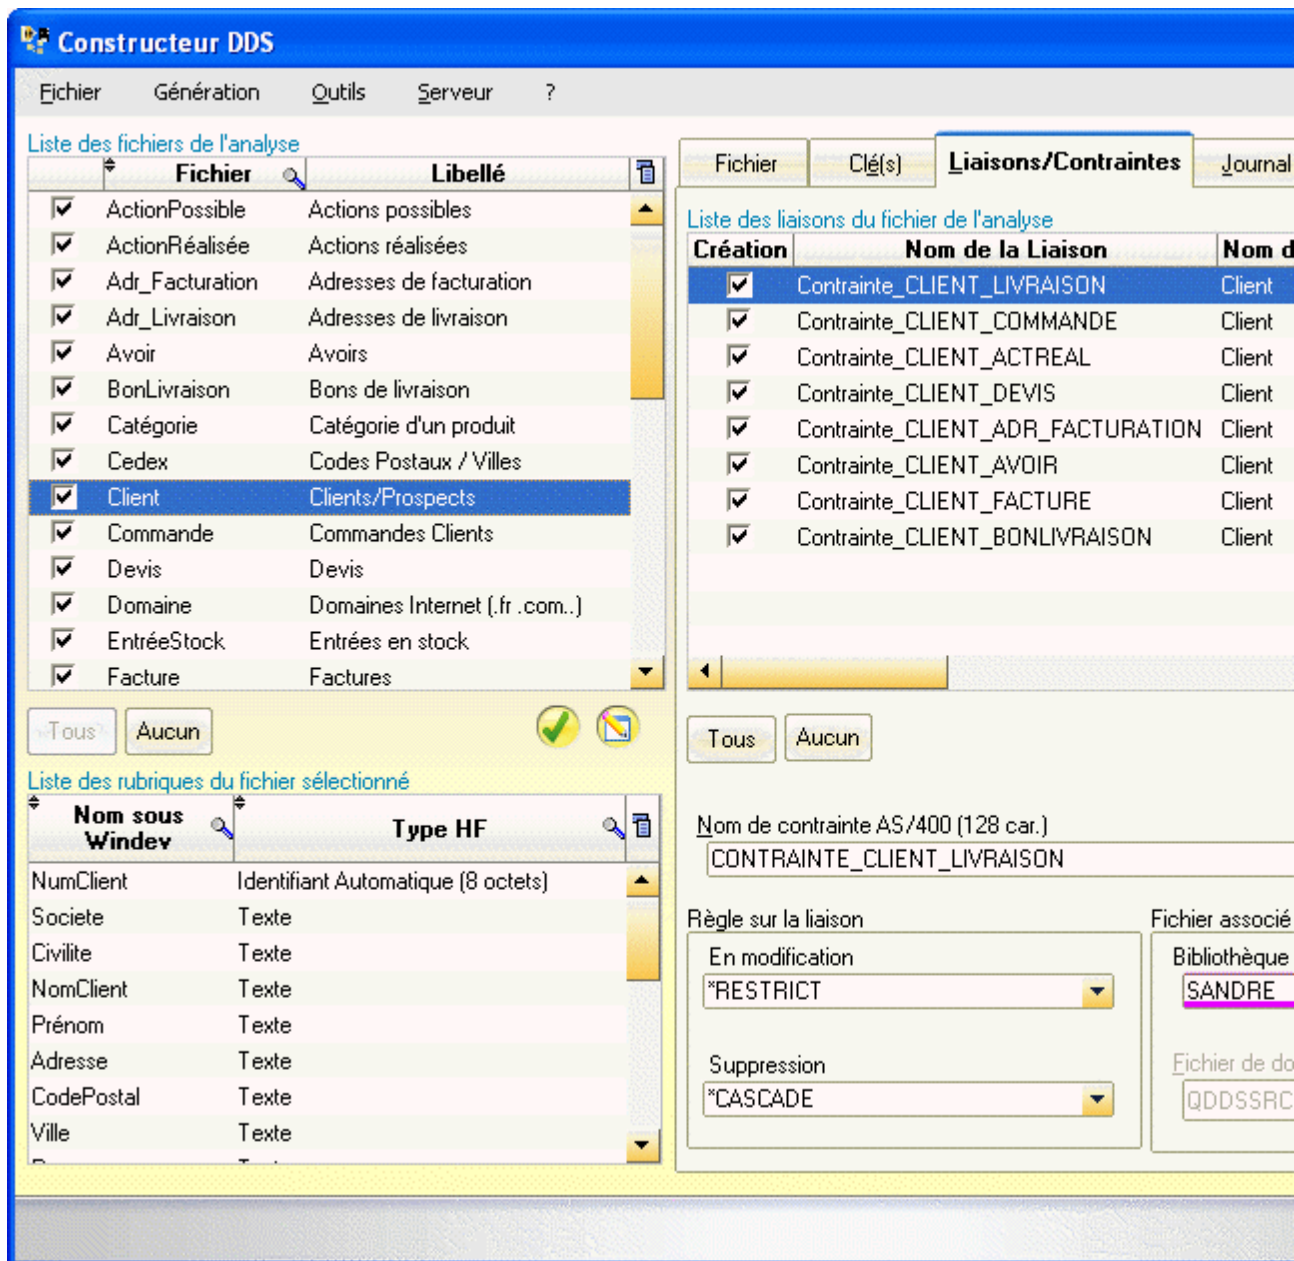 Constructeur DDS
Fichier Génération Outils Serveur ?
Liste des fichiers de l'analyse
Fichier Libellé
ActionPossible Actions possibles
ActionRéalisée Actions réalisées
Adr_Facturation Adresses de facturation
Adr_Livraison Adresses de livraison
Avoir Avoirs
BonLivraison Bons de livraison
Catégorie Catégorie d'un produit
Cedex Codes Postaux / Villes
Client Clients/Prospects
Commande Commandes Clients
Devis Devis
Domaine Domaines Internet (.fr .com..)
EntréeStock Entrées en stock
Facture Factures
Tous Aucun
Liste des rubriques du fichier sélectionné
Nom sous Windev Type HF
NumClient Identifiant Automatique (8 octets)
Societe Texte
Civilite Texte
NomClient Texte
Prénom Texte
Adresse Texte
CodePostal Texte
Ville Texte
Fichier Clé(s) Liaisons/Contraintes Journal
Liste des liaisons du fichier de l'analyse
Création Nom de la Liaison Nom d
Contrainte_CLIENT_LIVRAISON Client
Contrainte_CLIENT_COMMANDE Client
Contrainte_CLIENT_ACTREAL Client
Contrainte_CLIENT_DEVIS Client
Contrainte_CLIENT_ADR_FACTURATION Client
Contrainte_CLIENT_AVOIR Client
Contrainte_CLIENT_FACTURE Client
Contrainte_CLIENT_BONLIVRAISON Client
Tous Aucun
Nom de contrainte AS/400 (128 car.)
CONTRAINTE_CLIENT_LIVRAISON
Règle sur la liaison
En modification
*RESTRICT
Suppression
*CASCADE
Fichier associé
Bibliothèque
SANDRE
Fichier de do
QDDSSRC